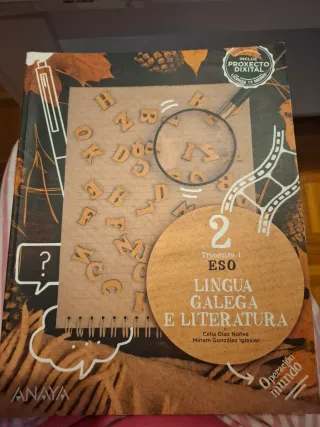 INCLÚE
PROXECTO
DIXITAL
2
Trimestre 1
ESO
LINGUA
GALEGA
E LITERATURA
Celia Díaz Núñez
Miriam González Iglesias
?
ANAYA
Operación
mundo